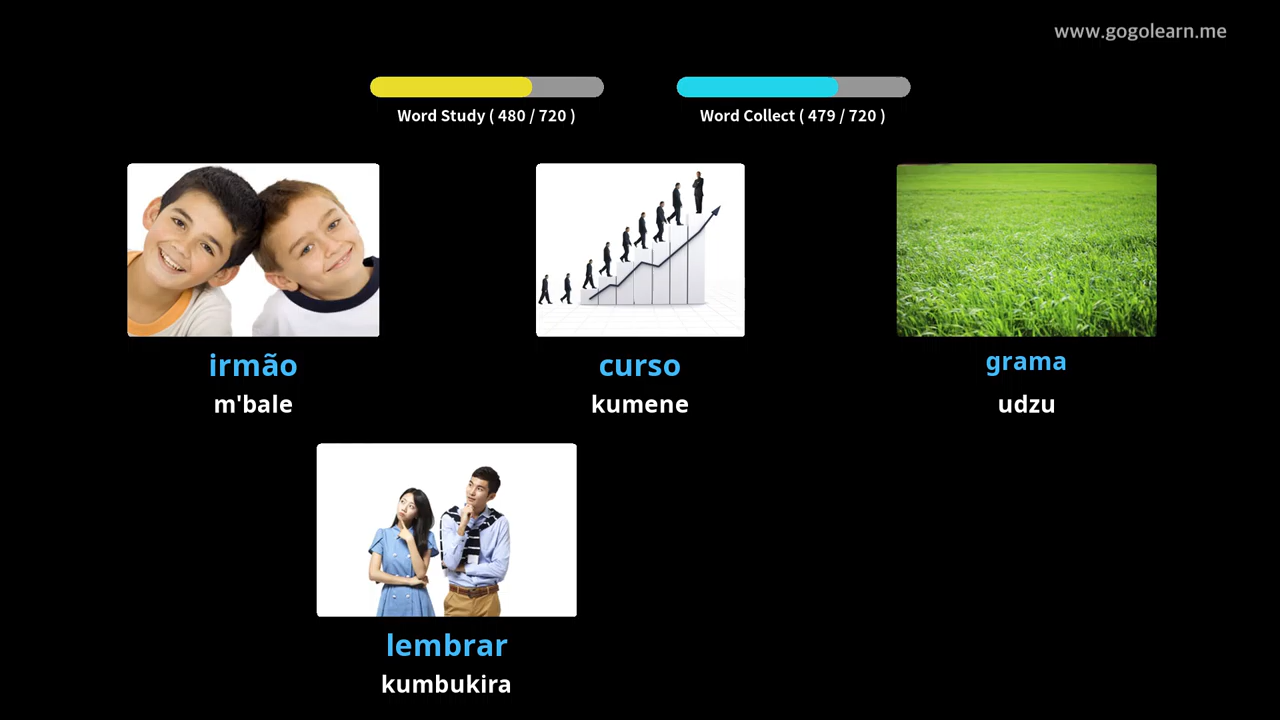 www.gogolearn.me
Word Study ( 480 / 720 )
Word Collect ( 479 / 720 )
irmão
m'bale
curso
kumene
grama
udzu
lembrar
kumbukira